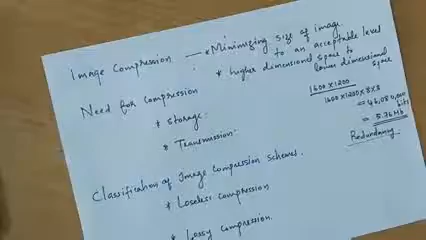 Image Compression — * Minimizing size of image
to an acceptable level
* higher dimensional space to
lower dimensional
space
Need for compression
* Storage.
* Transmission.
1600 X 1200
1600 X 1200 X 8 X 3
= 46,080,000
bits
= 5.76 Mb
Redundancy.
Classification of Image Compression Schemes.
* Loseless compression
* Lossy compression.